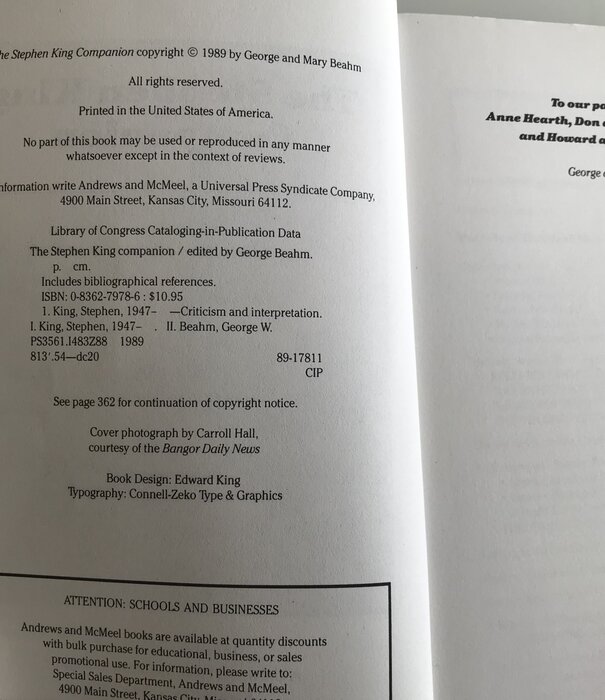 he Stephen King Companion copyright © 1989 by George and Mary Beahm
All rights reserved.
Printed in the United States of America.
No part of this book may be used or reproduced in any manner
whatsoever except in the context of reviews.
nformation write Andrews and McMeel, a Universal Press Syndicate Company,
4900 Main Street, Kansas City, Missouri 64112.
Library of Congress Cataloging-in-Publication Data
The Stephen King companion / edited by George Beahm.
p. cm.
Includes bibliographical references.
ISBN: 0-8362-7978-6 : $10.95
1. King, Stephen, 1947– —Criticism and interpretation.
I. King, Stephen, 1947– . II. Beahm, George W.
PS3561.I483Z88 1989
813'.54—dc20 89-17811
CIP
See page 362 for continuation of copyright notice.
Cover photograph by Carroll Hall,
courtesy of the Bangor Daily News
Book Design: Edward King
Typography: Connell-Zeko Type & Graphics
ATTENTION: SCHOOLS AND BUSINESSES
Andrews and McMeel books are available at quantity discounts
with bulk purchase for educational, business, or sales
promotional use. For information, please write to:
Special Sales Department, Andrews and McMeel,
4900 Main Street, Kansas City, Missouri
To our pa
Anne Hearth, Don
and Howard a
George